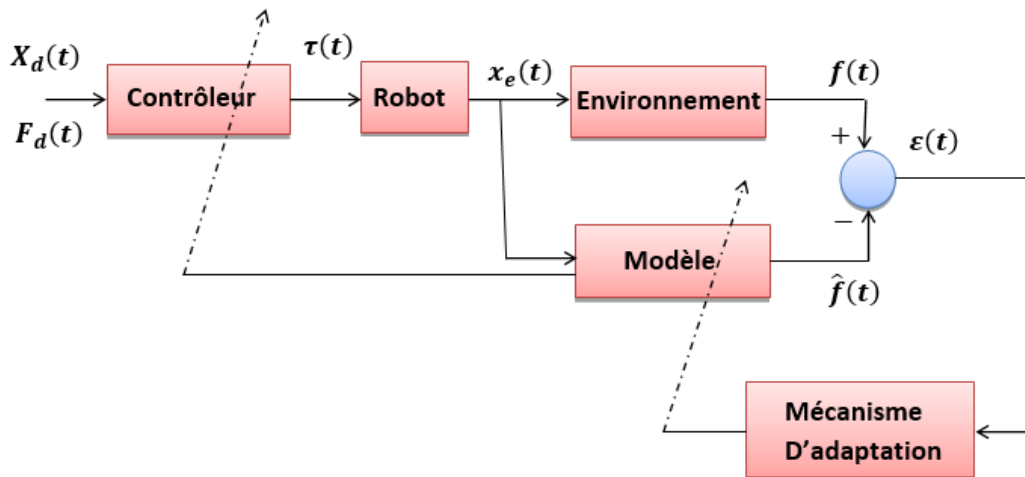 X_d(t)
F_d(t)
Contrôleur
τ(t)
Robot
x_e(t)
Environnement
f(t)
+
ε(t)
−
Modèle
f̂(t)
Mécanisme
D'adaptation